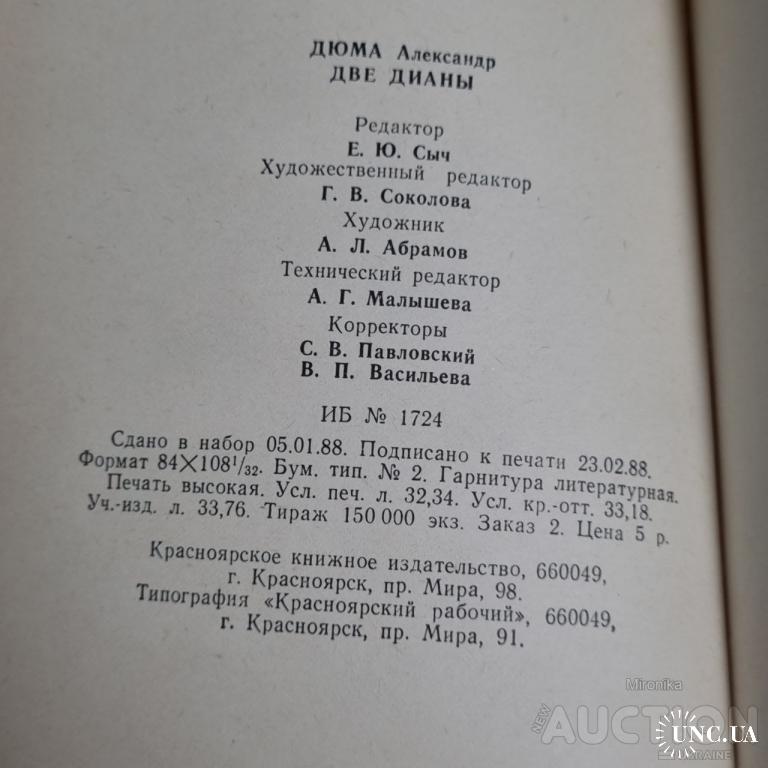 ДЮМА Александр
ДВЕ ДИАНЫ
Редактор
Е. Ю. Сыч
Художественный редактор
Г. В. Соколова
Художник
А. Л. Абрамов
Технический редактор
А. Г. Малышева
Корректоры
С. В. Павловский
В. П. Васильева
ИБ № 1724
Сдано в набор 05.01.88. Подписано к печати 23.02.88.
Формат 84×108¹/₃₂. Бум. тип. № 2. Гарнитура литературная.
Печать высокая. Усл. печ. л. 32,34. Усл. кр.-отт. 33,18.
Уч.-изд. л. 33,76. Тираж 150 000 экз. Заказ 2. Цена 5 р.
Красноярское книжное издательство, 660049,
г. Красноярск, пр. Мира, 98.
Типография «Красноярский рабочий», 660049,
г. Красноярск, пр. Мира, 91.
Mironika
NEW
AUCTION
UKRAINE
UNC.UA